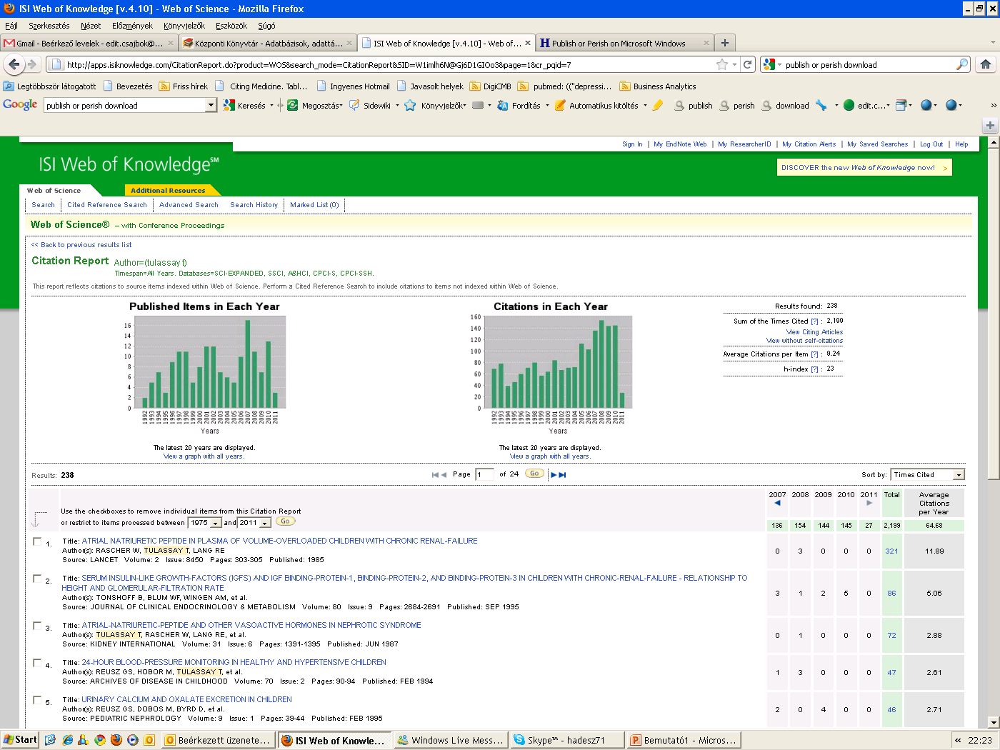 ISI Web of Knowledge [v.4.10] - Web of Science - Mozilla Firefox
Fájl Szerkesztés Nézet Előzmények Könyvjelzők Eszközök Súgó
Gmail - Beérkező levelek - edit.csajbok@...
Központi Könyvtár - Adatbázisok, adattá...
ISI Web of Knowledge [v.4.10] - Web of...
Publish or Perish on Microsoft Windows
http://apps.isiknowledge.com/CitationReport.do?product=WOS&search_mode=CitationReport&SID=W1imlh6N@Gj6D1GIOo3&page=1&cr_pqid=7
publish or perish download
Legtöbbször látogatott Bevezetés Friss hírek Citing Medicine. Tabl... Ingyenes Hotmail Javasolt helyek DigiCMB pubmed: (("depressi... Business Analytics
Google publish or perish download Keresés Megosztás Sidewiki Könyvjelzők Fordítás Automatikus kitöltés publish perish download edit.c...
Sign In | My EndNote Web | My ResearcherID | My Citation Alerts | My Saved Searches | Log Out | Help
ISI Web of Knowledge℠
DISCOVER the new Web of Knowledge now! >
Web of Science Additional Resources
Search Cited Reference Search Advanced Search Search History Marked List (0)
Web of Science® – with Conference Proceedings
<< Back to previous results list
Citation Report Author=(tulassay t)
Timespan=All Years. Databases=SCI-EXPANDED, SSCI, A&HCI, CPCI-S, CPCI-SSH.
This report reflects citations to source items indexed within Web of Science. Perform a Cited Reference Search to include citations to items not indexed within Web of Science.
Published Items in Each Year
16
14
12
10
8
6
4
2
0
1992 1993 1994 1995 1996 1997 1998 1999 2000 2001 2002 2003 2004 2005 2006 2007 2008 2009 2010 2011
Years
The latest 20 years are displayed.
View a graph with all years.
Citations in Each Year
160
140
120
100
80
60
40
20
0
1992 1993 1994 1995 1996 1997 1998 1999 2000 2001 2002 2003 2004 2005 2006 2007 2008 2009 2010 2011
Years
The latest 20 years are displayed.
View a graph with all years.
Results found: 238
Sum of the Times Cited [?] : 2,199
View Citing Articles
View without self-citations
Average Citations per Item [?] : 9.24
h-index [?] : 23
Results: 238
Page 1 of 24 Go
Sort by: Times Cited
Use the checkboxes to remove individual items from this Citation Report
or restrict to items processed between 1975 and 2011 Go
2007 2008 2009 2010 2011 Total Average Citations per Year
136 154 144 145 27 2,199 64.68
1. Title: ATRIAL NATRIURETIC PEPTIDE IN PLASMA OF VOLUME-OVERLOADED CHILDREN WITH CHRONIC RENAL-FAILURE
Author(s): RASCHER W, TULASSAY T, LANG RE
Source: LANCET Volume: 2 Issue: 8450 Pages: 303-305 Published: 1985
0 3 0 0 0 321 11.89
2. Title: SERUM INSULIN-LIKE GROWTH-FACTORS (IGFS) AND IGF BINDING-PROTEIN-1, BINDING-PROTEIN-2, AND BINDING-PROTEIN-3 IN CHILDREN WITH CHRONIC-RENAL-FAILURE - RELATIONSHIP TO
HEIGHT AND GLOMERULAR-FILTRATION RATE
Author(s): TONSHOFF B, BLUM WF, WINGEN AM, et al.
Source: JOURNAL OF CLINICAL ENDOCRINOLOGY & METABOLISM Volume: 80 Issue: 9 Pages: 2684-2691 Published: SEP 1995
3 1 2 5 0 86 5.06
3. Title: ATRIAL-NATRIURETIC-PEPTIDE AND OTHER VASOACTIVE HORMONES IN NEPHROTIC SYNDROME
Author(s): TULASSAY T, RASCHER W, LANG RE, et al.
Source: KIDNEY INTERNATIONAL Volume: 31 Issue: 6 Pages: 1391-1395 Published: JUN 1987
0 1 0 0 0 72 2.88
4. Title: 24-HOUR BLOOD-PRESSURE MONITORING IN HEALTHY AND HYPERTENSIVE CHILDREN
Author(s): REUSZ GS, HOBOR M, TULASSAY T, et al.
Source: ARCHIVES OF DISEASE IN CHILDHOOD Volume: 70 Issue: 2 Pages: 90-94 Published: FEB 1994
1 3 0 0 0 47 2.61
5. Title: URINARY CALCIUM AND OXALATE EXCRETION IN CHILDREN
Author(s): REUSZ GS, DOBOS M, BYRD D, et al.
Source: PEDIATRIC NEPHROLOGY Volume: 9 Issue: 1 Pages: 39-44 Published: FEB 1995
2 0 4 0 0 46 2.71
Start Beérkezett üzenete... ISI Web of Knowle... Windows Live Mess... Skype™ - hadesz71 Bemutató1 - Micros... « 22:23